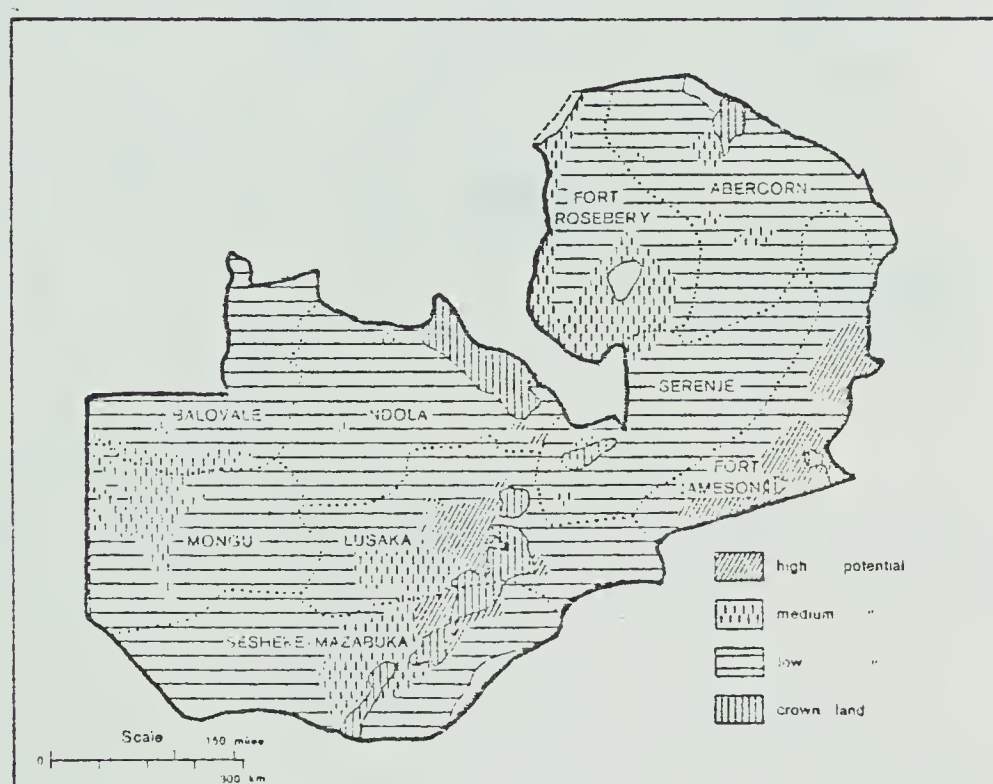 FORT
ROSEBERY
ABERCORN
SERENJE
BALOVALE
NDOLA
FORT
JAMESON
MONGU
LUSAKA
SESHEKE-MAZABUKA
high potential
medium "
low "
crown land
Scale 150 miles
0
300 km